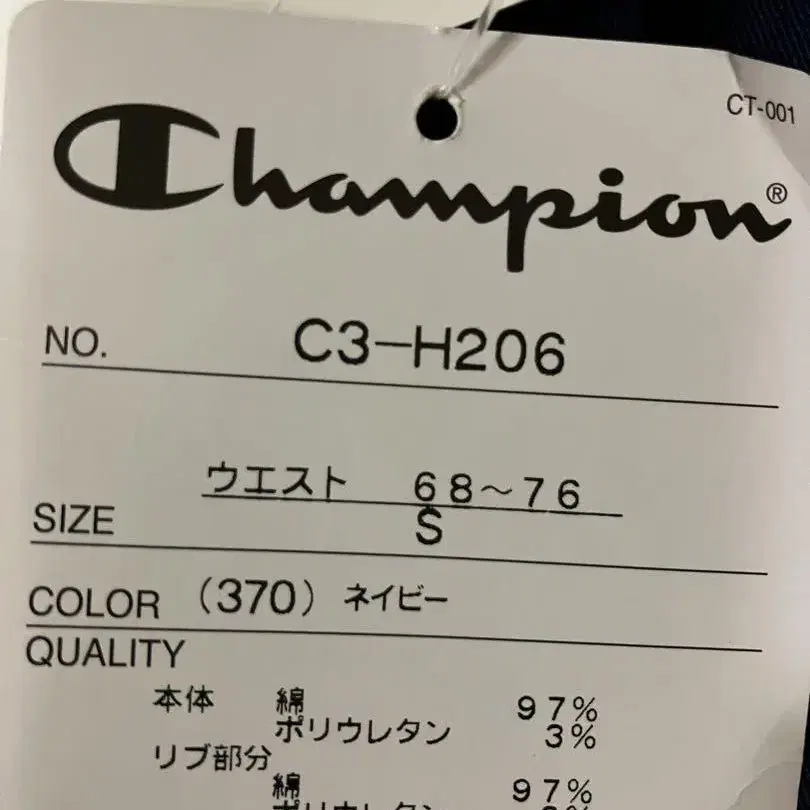 CT-001
Champion®
NO. C3-H206
ウエスト 68～76
SIZE S
COLOR (370) ネイビー
QUALITY
本体 綿 97%
ポリウレタン 3%
リブ部分
綿 97%